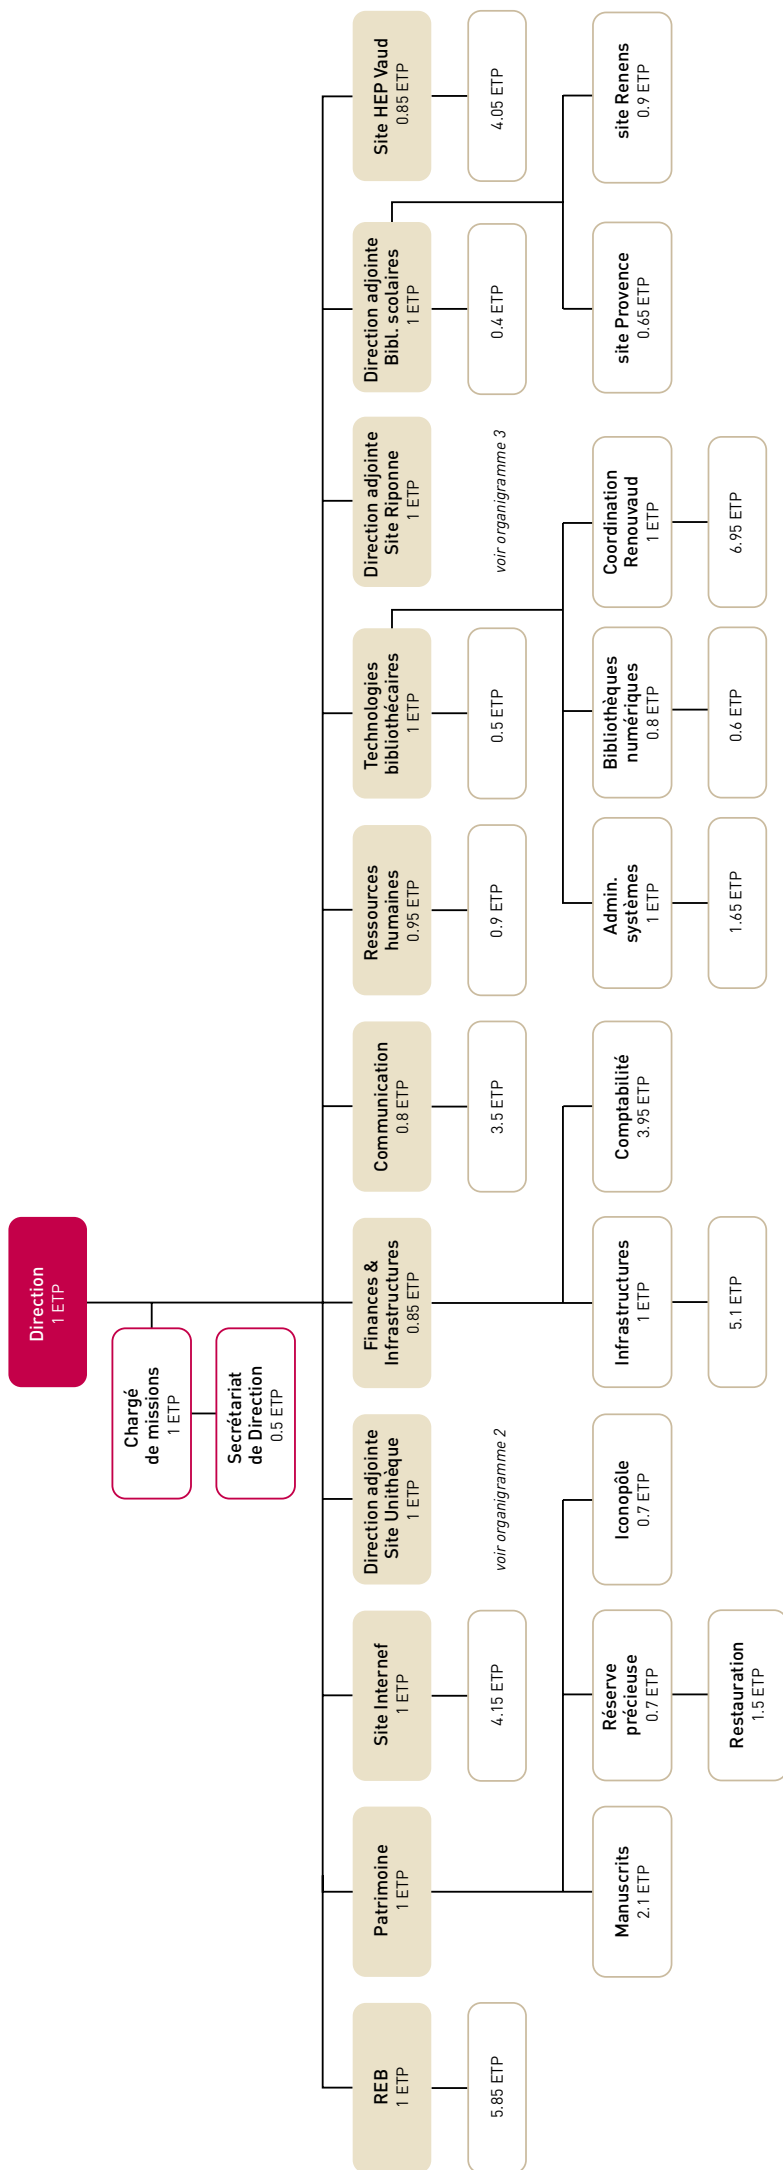 Direction
1 ETP
Chargé
de missions
1 ETP
Secrétariat
de Direction
0.5 ETP
REB
1 ETP
5.85 ETP
Patrimoine
1 ETP
Manuscrits
2.1 ETP
Réserve
précieuse
0.7 ETP
Restauration
1.5 ETP
Iconopôle
0.7 ETP
Site Internef
1 ETP
4.15 ETP
Direction adjointe
Site Unithèque
1 ETP
voir organigramme 2
Finances &
Infrastructures
0.85 ETP
Infrastructures
1 ETP
5.1 ETP
Comptabilité
3.95 ETP
Communication
0.8 ETP
3.5 ETP
Ressources
humaines
0.95 ETP
0.9 ETP
Technologies
bibliothécaires
1 ETP
0.5 ETP
Admin.
systèmes
1 ETP
1.65 ETP
Bibliothèques
numériques
0.8 ETP
0.6 ETP
Coordination
Renouvaud
1 ETP
6.95 ETP
Direction adjointe
Site Riponne
1 ETP
voir organigramme 3
Direction adjointe
Bibl. scolaires
1 ETP
0.4 ETP
site Provence
0.65 ETP
site Renens
0.9 ETP
Site HEP Vaud
0.85 ETP
4.05 ETP